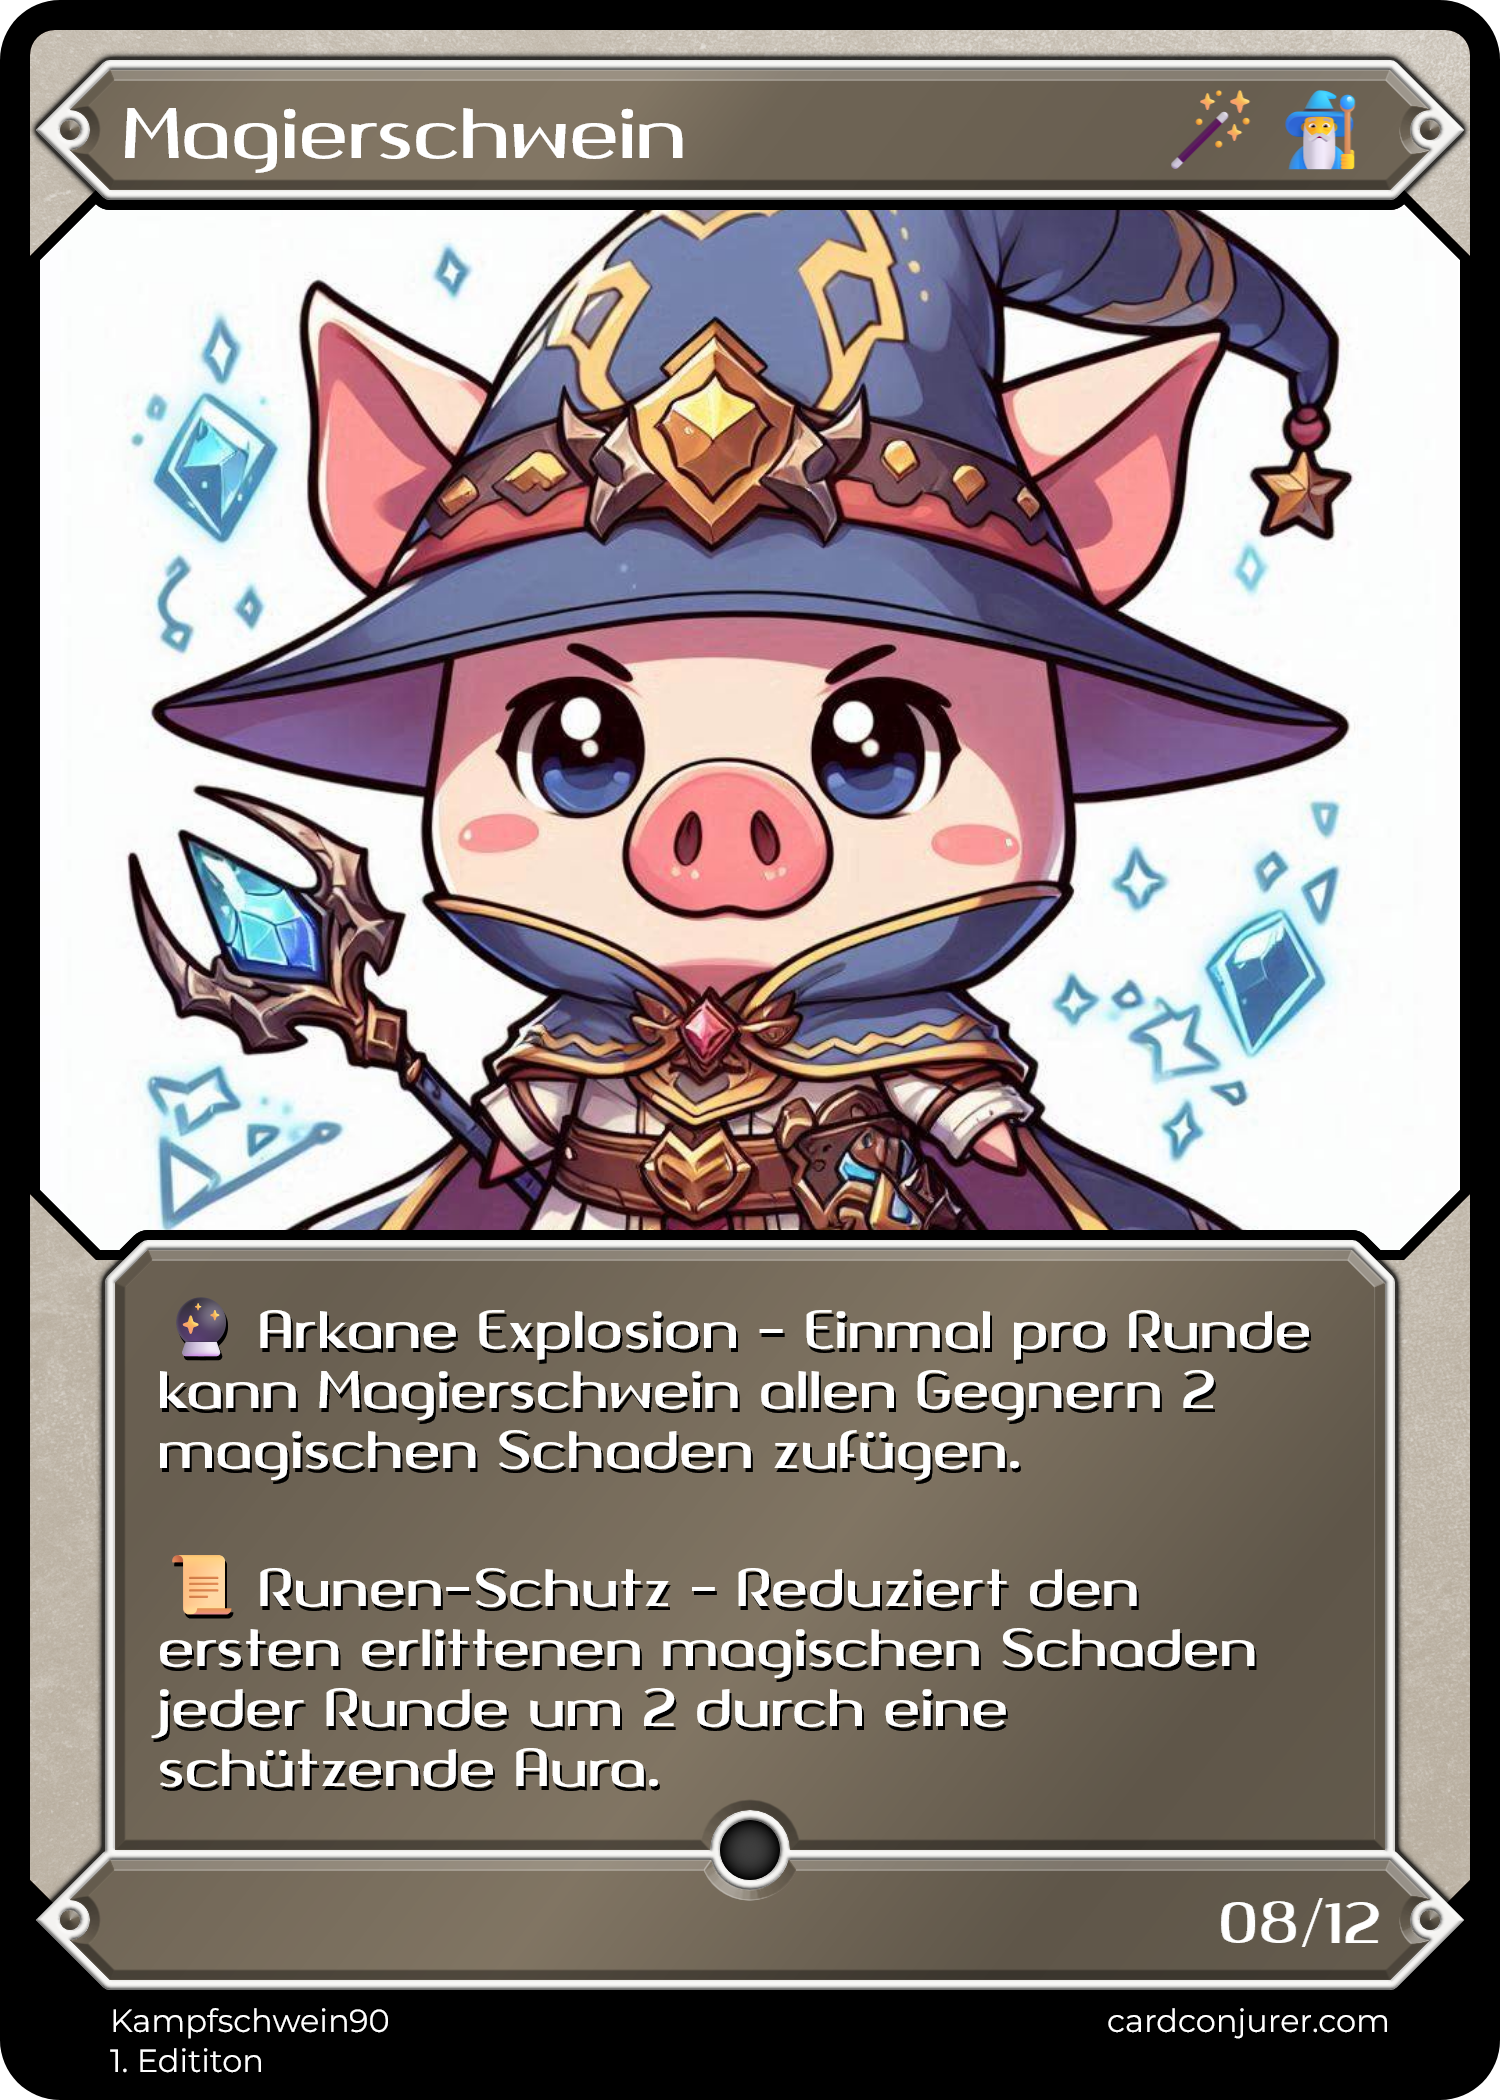 Magierschwein
Arkane Explosion - Einmal pro Runde
kann Magierschwein allen Gegnern 2
magischen Schaden zufügen.
Runen-Schutz - Reduziert den
ersten erlittenen magischen Schaden
jeder Runde um 2 durch eine
schützende Aura.
08/12
Kampfschwein90
cardconjurer.com
1. Edititon